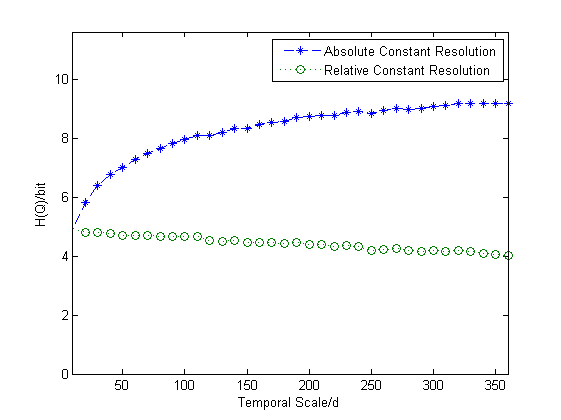 Absolute Constant Resolution
Relative Constant Resolution
10
8
6
4
2
0
H(Q)/bit
50 100 150 200 250 300 350
Temporal Scale/d